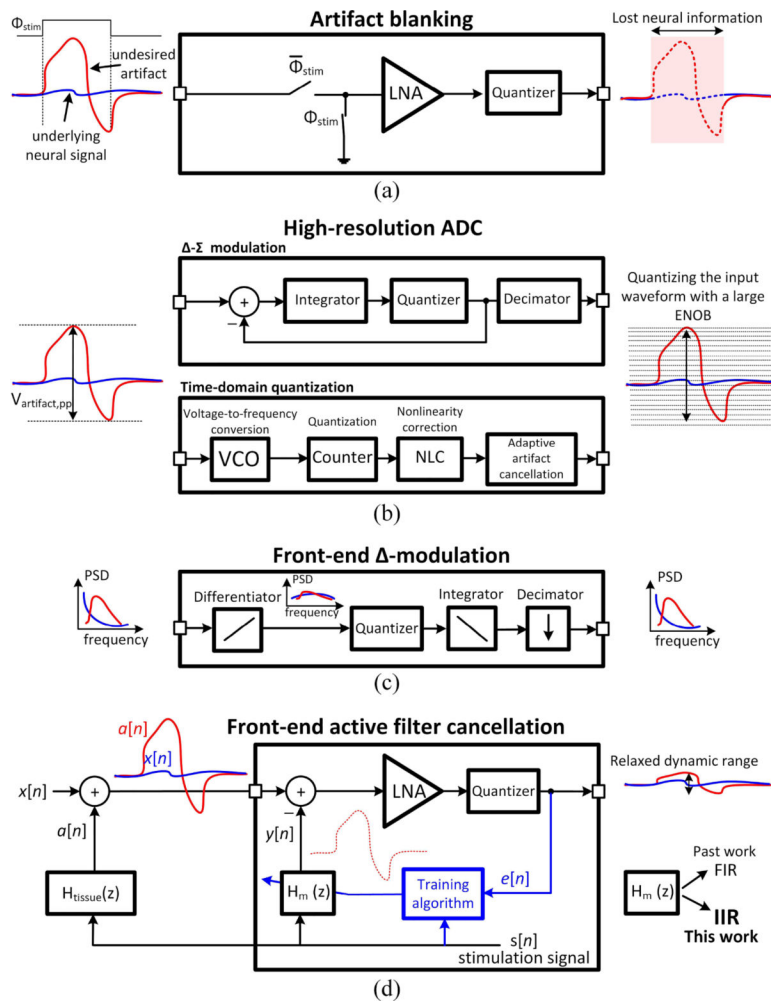 Artifact blanking
Φstim
undesired
artifact
underlying
neural signal
Φ̅stim
Φstim
LNA
Quantizer
Lost neural information
(a)
High-resolution ADC
Δ-Σ modulation
+
−
Integrator
Quantizer
Decimator
Vartifact,pp
Quantizing the input
waveform with a large
ENOB
Time-domain quantization
Voltage-to-frequency
conversion
Quantization
Nonlinearity
correction
VCO
Counter
NLC
Adaptive
artifact
cancellation
(b)
Front-end Δ-modulation
PSD
frequency
Differentiator
PSD
frequency
Quantizer
Integrator
Decimator
PSD
frequency
(c)
Front-end active filter cancellation
a[n]
x[n]
x[n]
+
a[n]
Htissue(z)
+
−
y[n]
LNA
Quantizer
Hm (z)
Training
algorithm
e[n]
s[n]
stimulation signal
Relaxed dynamic range
Hm (z)
Past work
FIR
IIR
This work
(d)